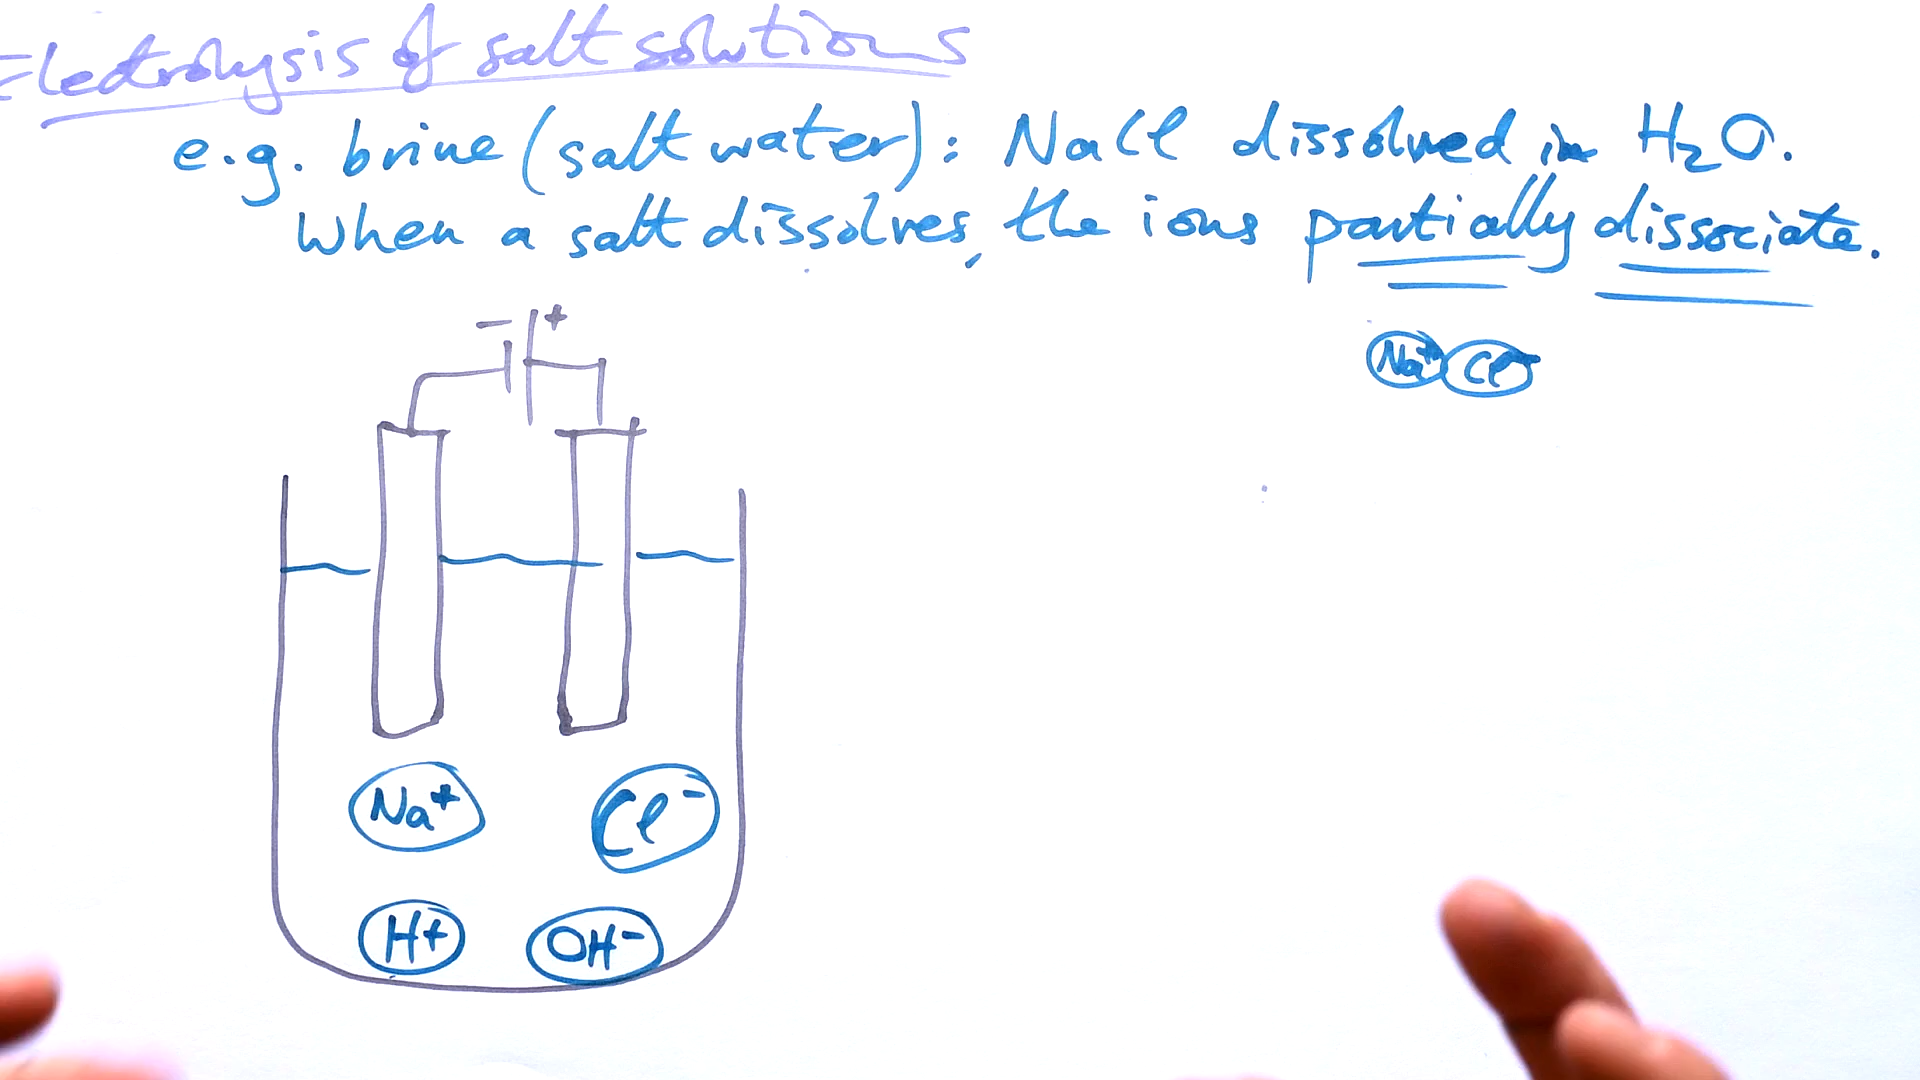 Electrolysis of salt solutions
e.g. brine (salt water): NaCl dissolved in H₂O.
When a salt dissolves, the ions partially dissociate.
- +
Na⁺ Cl⁻
Na⁺ Cl⁻
H⁺ OH⁻